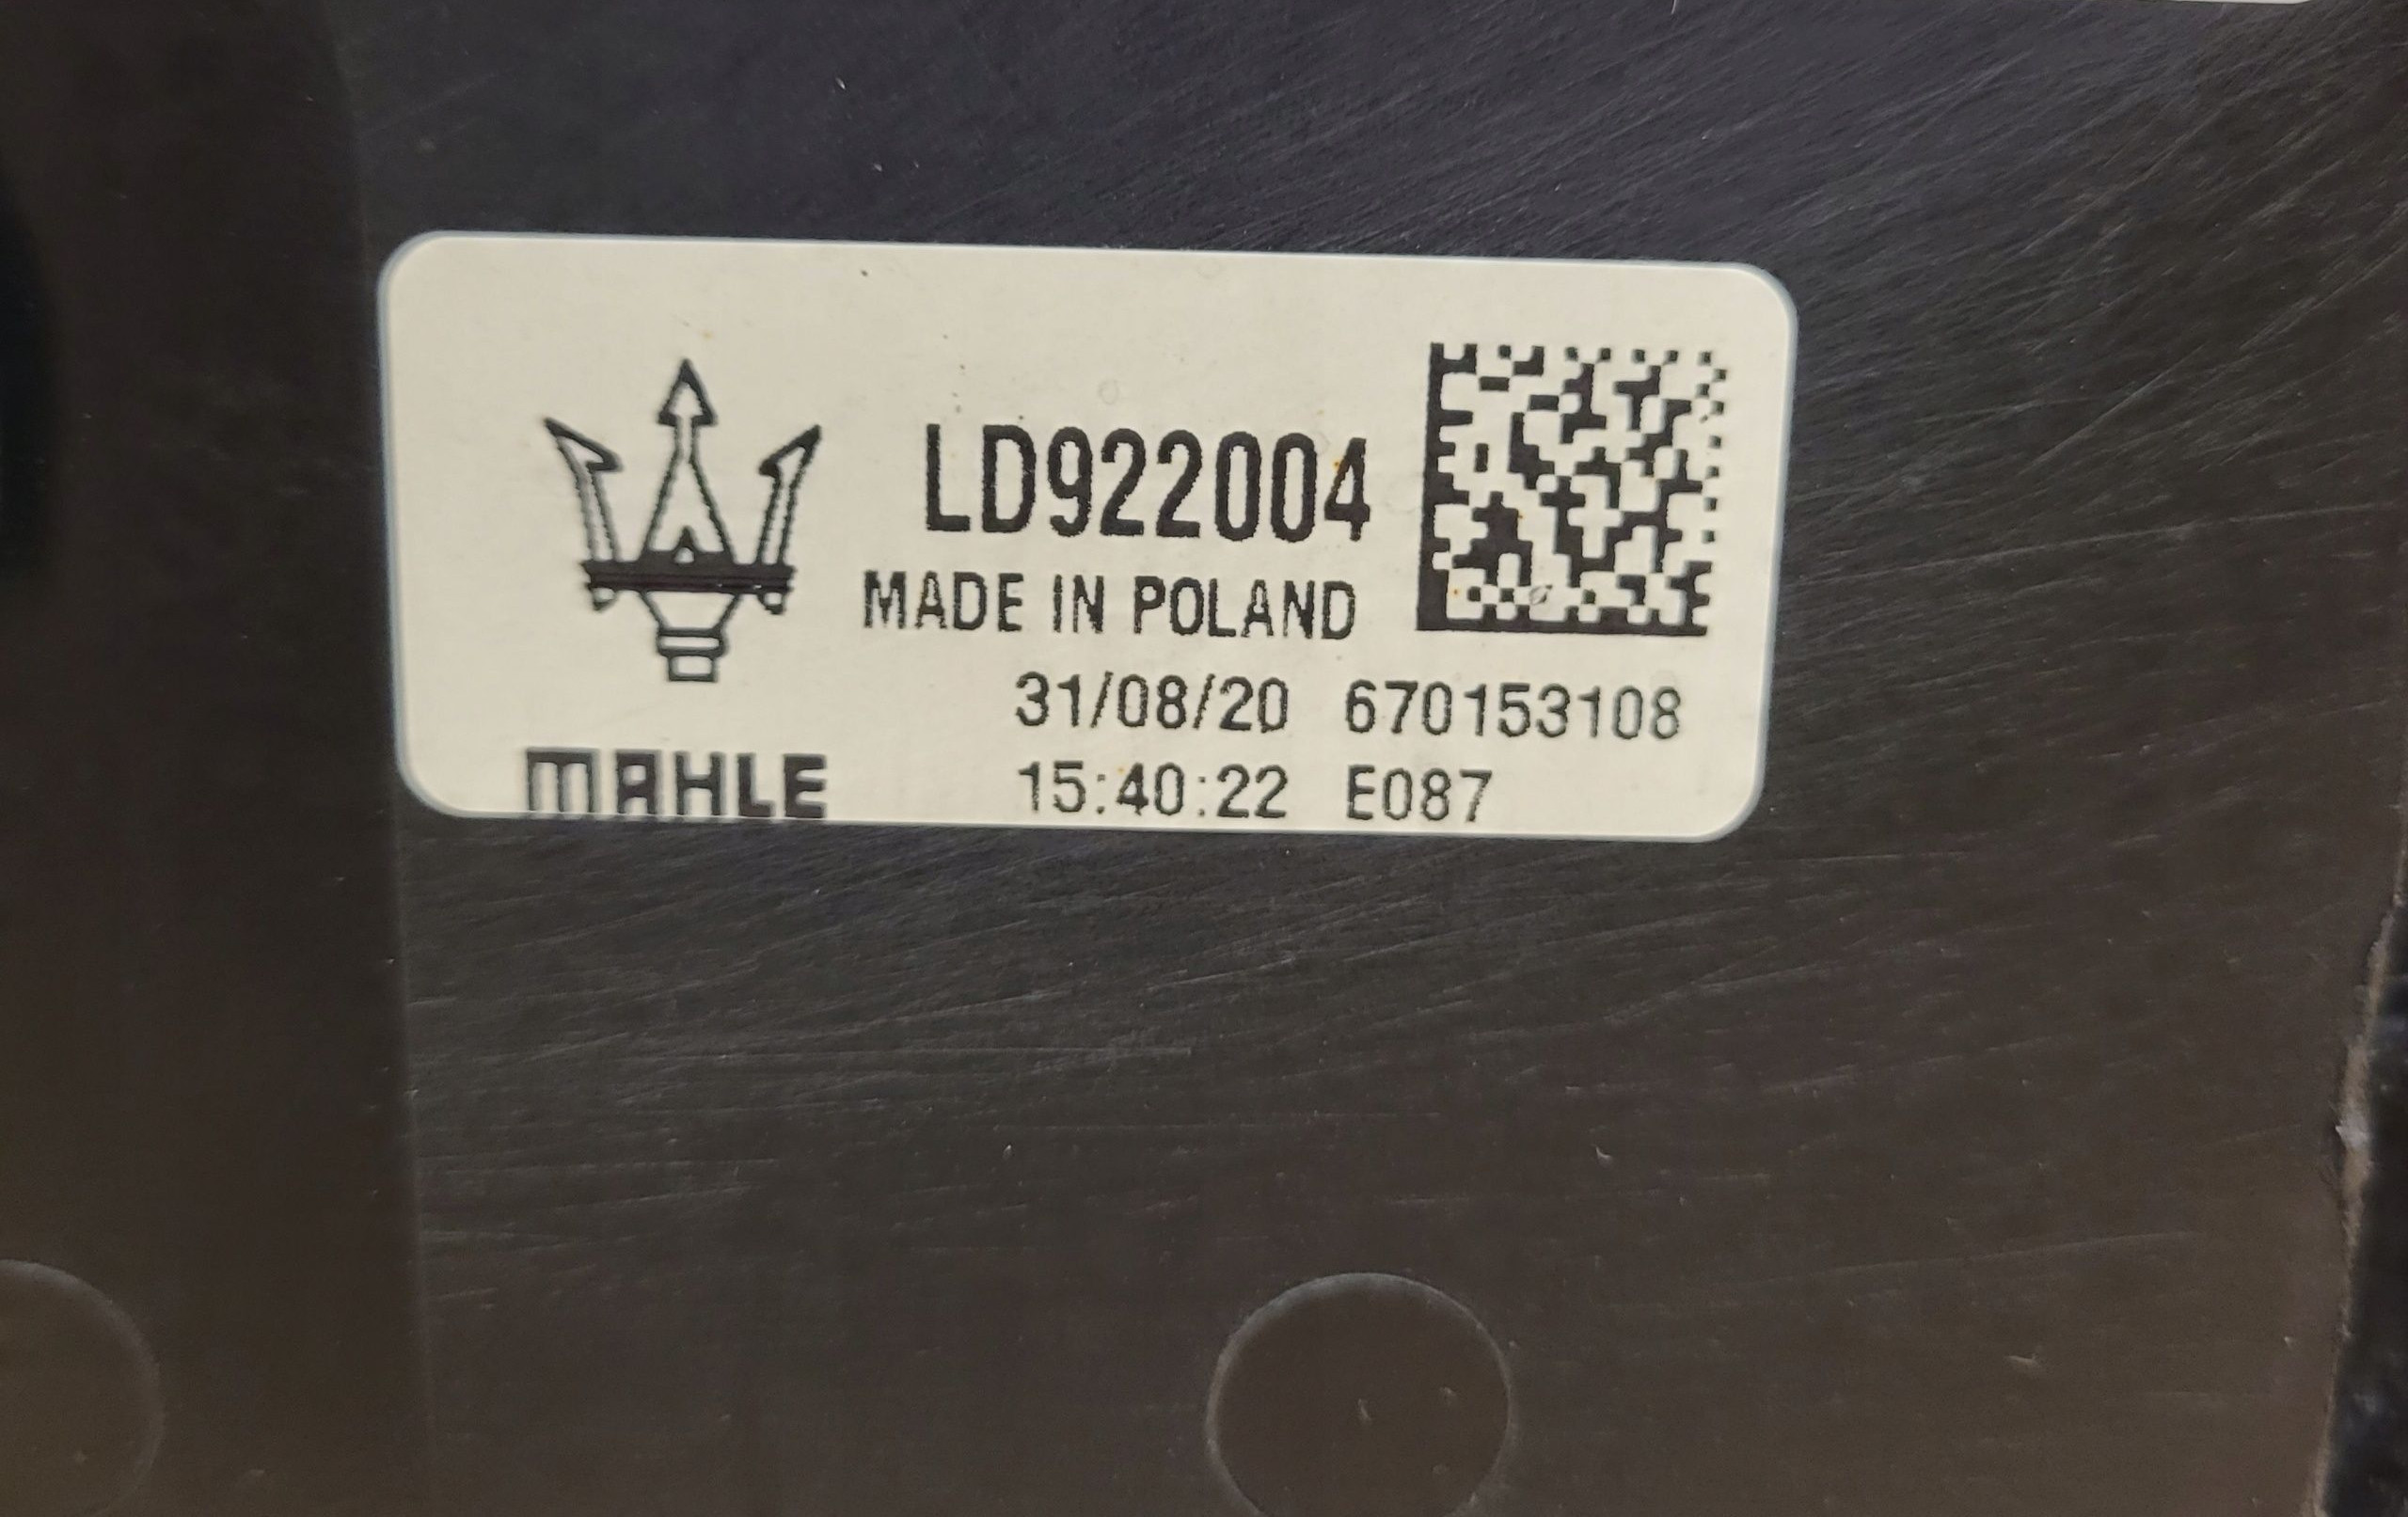 LD922004
MADE IN POLAND
31/08/20 670153108
MAHLE 15:40:22 E087